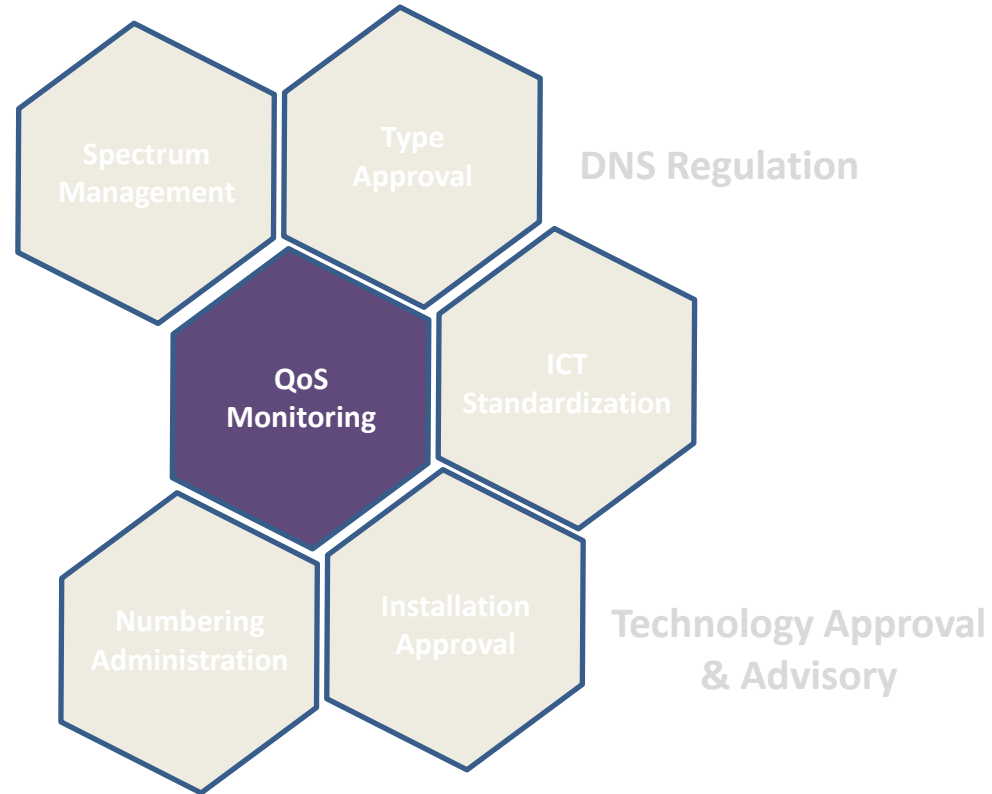 Spectrum
Management
Type
Approval
DNS Regulation
QoS
Monitoring
ICT
Standardization
Numbering
Administration
Installation
Approval
Technology Approval
& Advisory